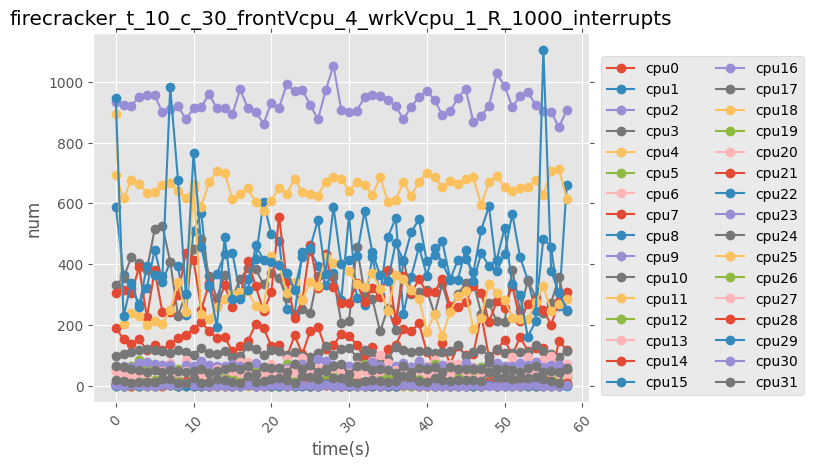 firecracker_t_10_c_30_frontVcpu_4_wrkVcpu_1_R_1000_interrupts
num
1000
800
600
400
200
0
0
10
20
30
40
50
60
time(s)
cpu0
cpu1
cpu2
cpu3
cpu4
cpu5
cpu6
cpu7
cpu8
cpu9
cpu10
cpu11
cpu12
cpu13
cpu14
cpu15
cpu16
cpu17
cpu18
cpu19
cpu20
cpu21
cpu22
cpu23
cpu24
cpu25
cpu26
cpu27
cpu28
cpu29
cpu30
cpu31